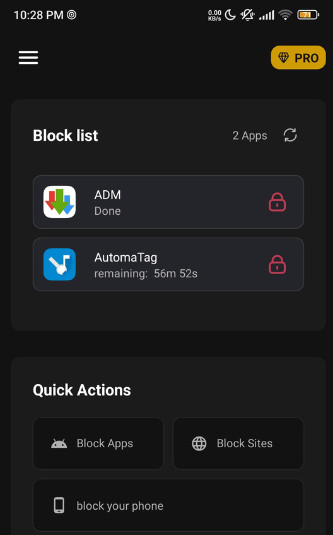 10:28 PM
0.00
KB/s
PRO
Block list
2 Apps
ADM
Done
AutomaTag
remaining: 56m 52s
Quick Actions
Block Apps
Block Sites
block your phone